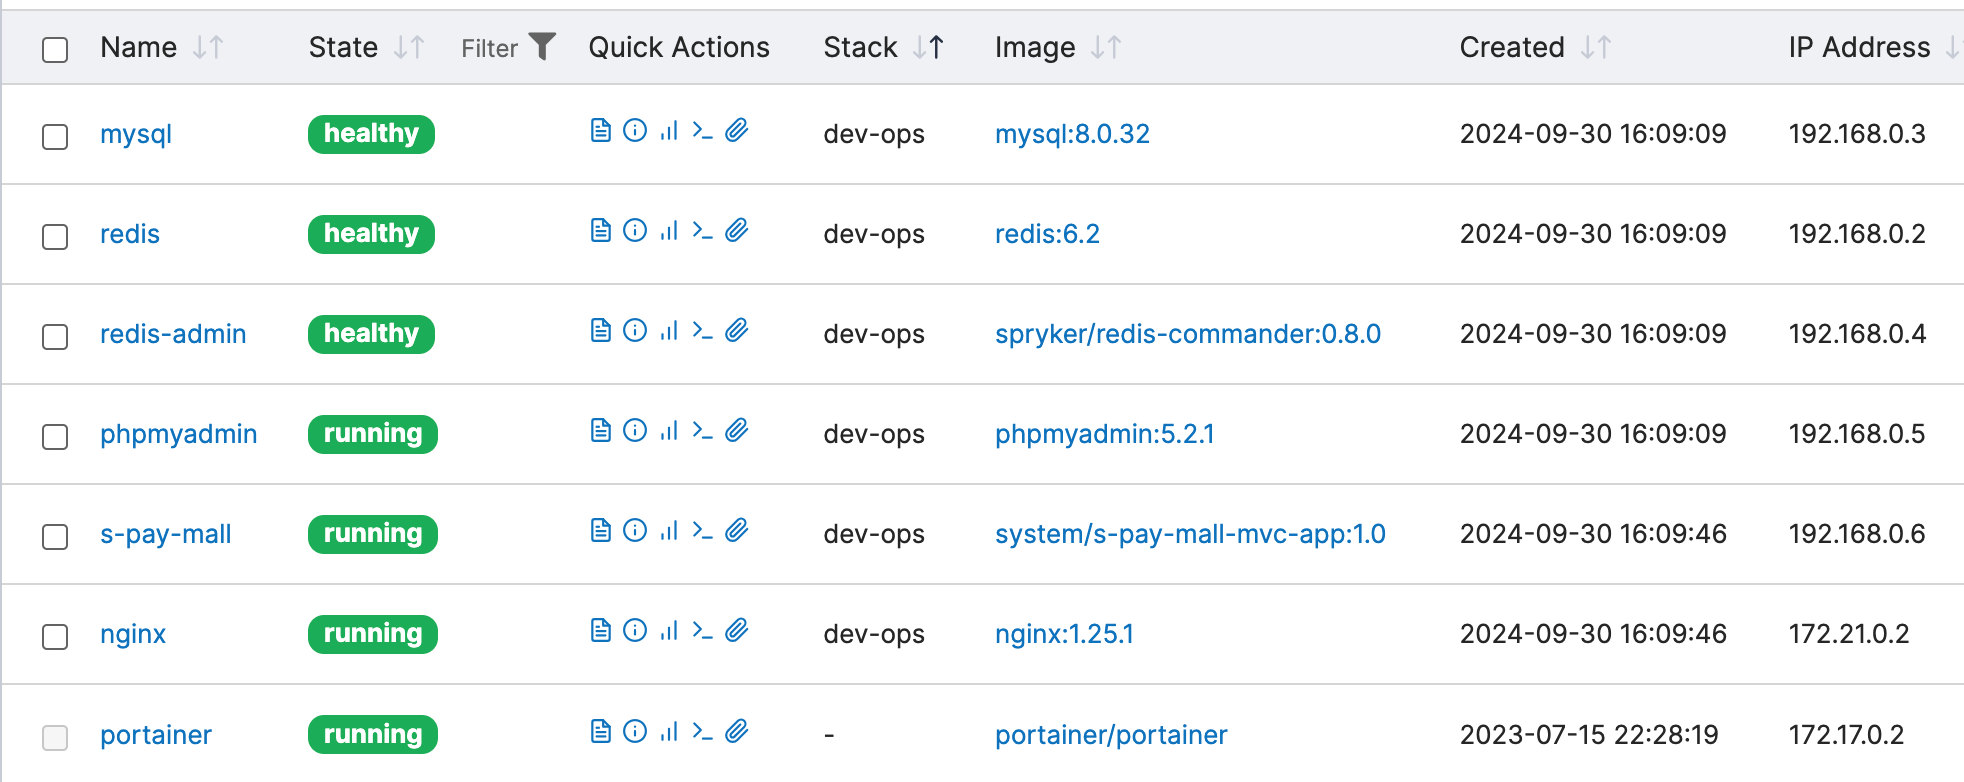 Name State Filter Quick Actions Stack Image Created IP Address
mysql healthy dev-ops mysql:8.0.32 2024-09-30 16:09:09 192.168.0.3
redis healthy dev-ops redis:6.2 2024-09-30 16:09:09 192.168.0.2
redis-admin healthy dev-ops spryker/redis-commander:0.8.0 2024-09-30 16:09:09 192.168.0.4
phpmyadmin running dev-ops phpmyadmin:5.2.1 2024-09-30 16:09:09 192.168.0.5
s-pay-mall running dev-ops system/s-pay-mall-mvc-app:1.0 2024-09-30 16:09:46 192.168.0.6
nginx running dev-ops nginx:1.25.1 2024-09-30 16:09:46 172.21.0.2
portainer running - portainer/portainer 2023-07-15 22:28:19 172.17.0.2